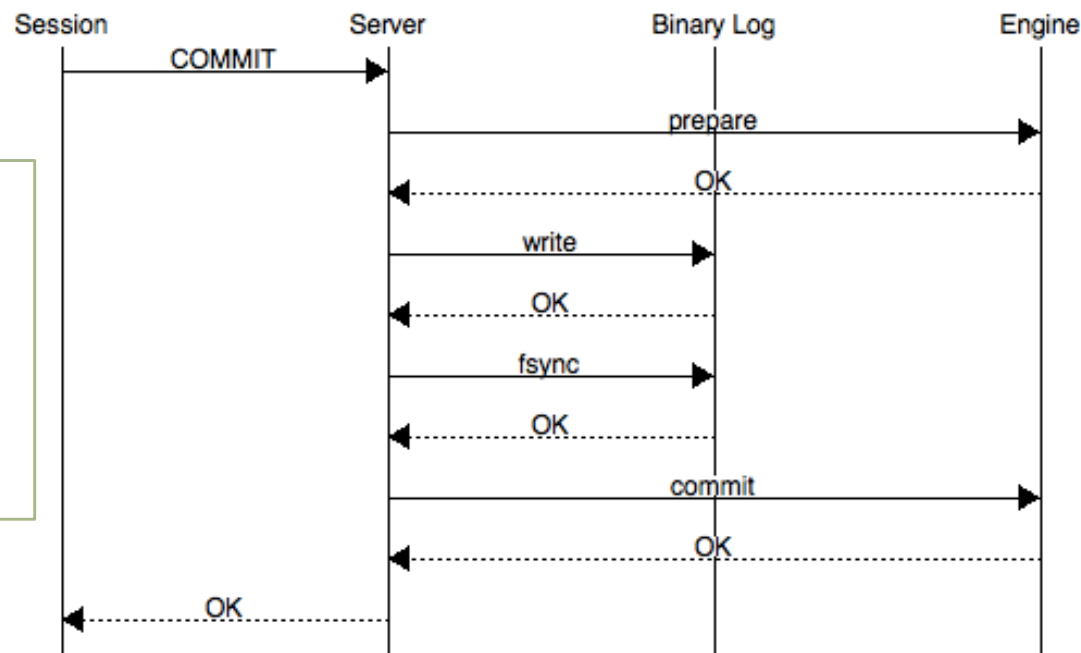 Session Server Binary Log Engine
COMMIT
prepare
OK
write
OK
fsync
OK
commit
OK
OK